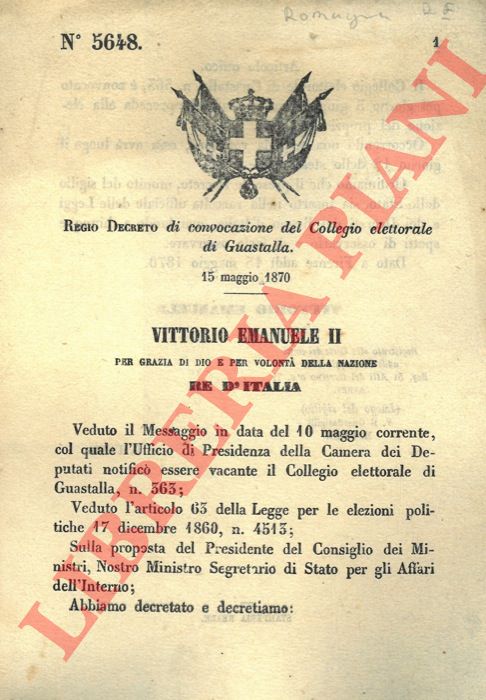 Romagna R E
N° 5648. 1
REGIO DECRETO di convocazione del Collegio elettorale
di Guastalla.
15 maggio 1870
VITTORIO EMANUELE II
PER GRAZIA DI DIO E PER VOLONTÀ DELLA NAZIONE
RE D'ITALIA
Veduto il Messaggio in data del 10 maggio corrente,
col quale l'Ufficio di Presidenza della Camera dei De-
putati notificò essere vacante il Collegio elettorale di
Guastalla, n. 363;
Veduto l'articolo 63 della Legge per le elezioni poli-
tiche 17 dicembre 1860, n. 4513;
Sulla proposta del Presidente del Consiglio dei Mi-
nistri, Nostro Ministro Segretario di Stato per gli Affari
dell'Interno;
Abbiamo decretato e decretiamo:
LIBRERIA PIANI